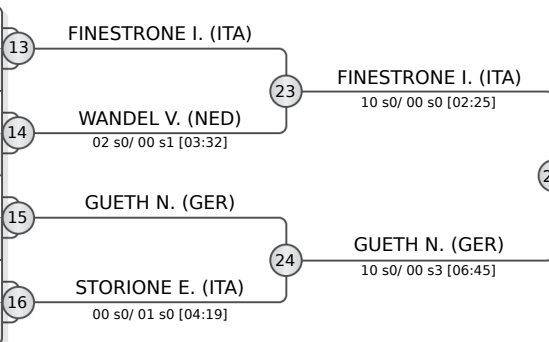 FINESTRONE I. (ITA)
13
FINESTRONE I. (ITA)
23
10 s0/ 00 s0 [02:25]
WANDEL V. (NED)
14
02 s0/ 00 s1 [03:32]
GUETH N. (GER)
15
GUETH N. (GER)
24
10 s0/ 00 s3 [06:45]
STORIONE E. (ITA)
16
00 s0/ 01 s0 [04:19]